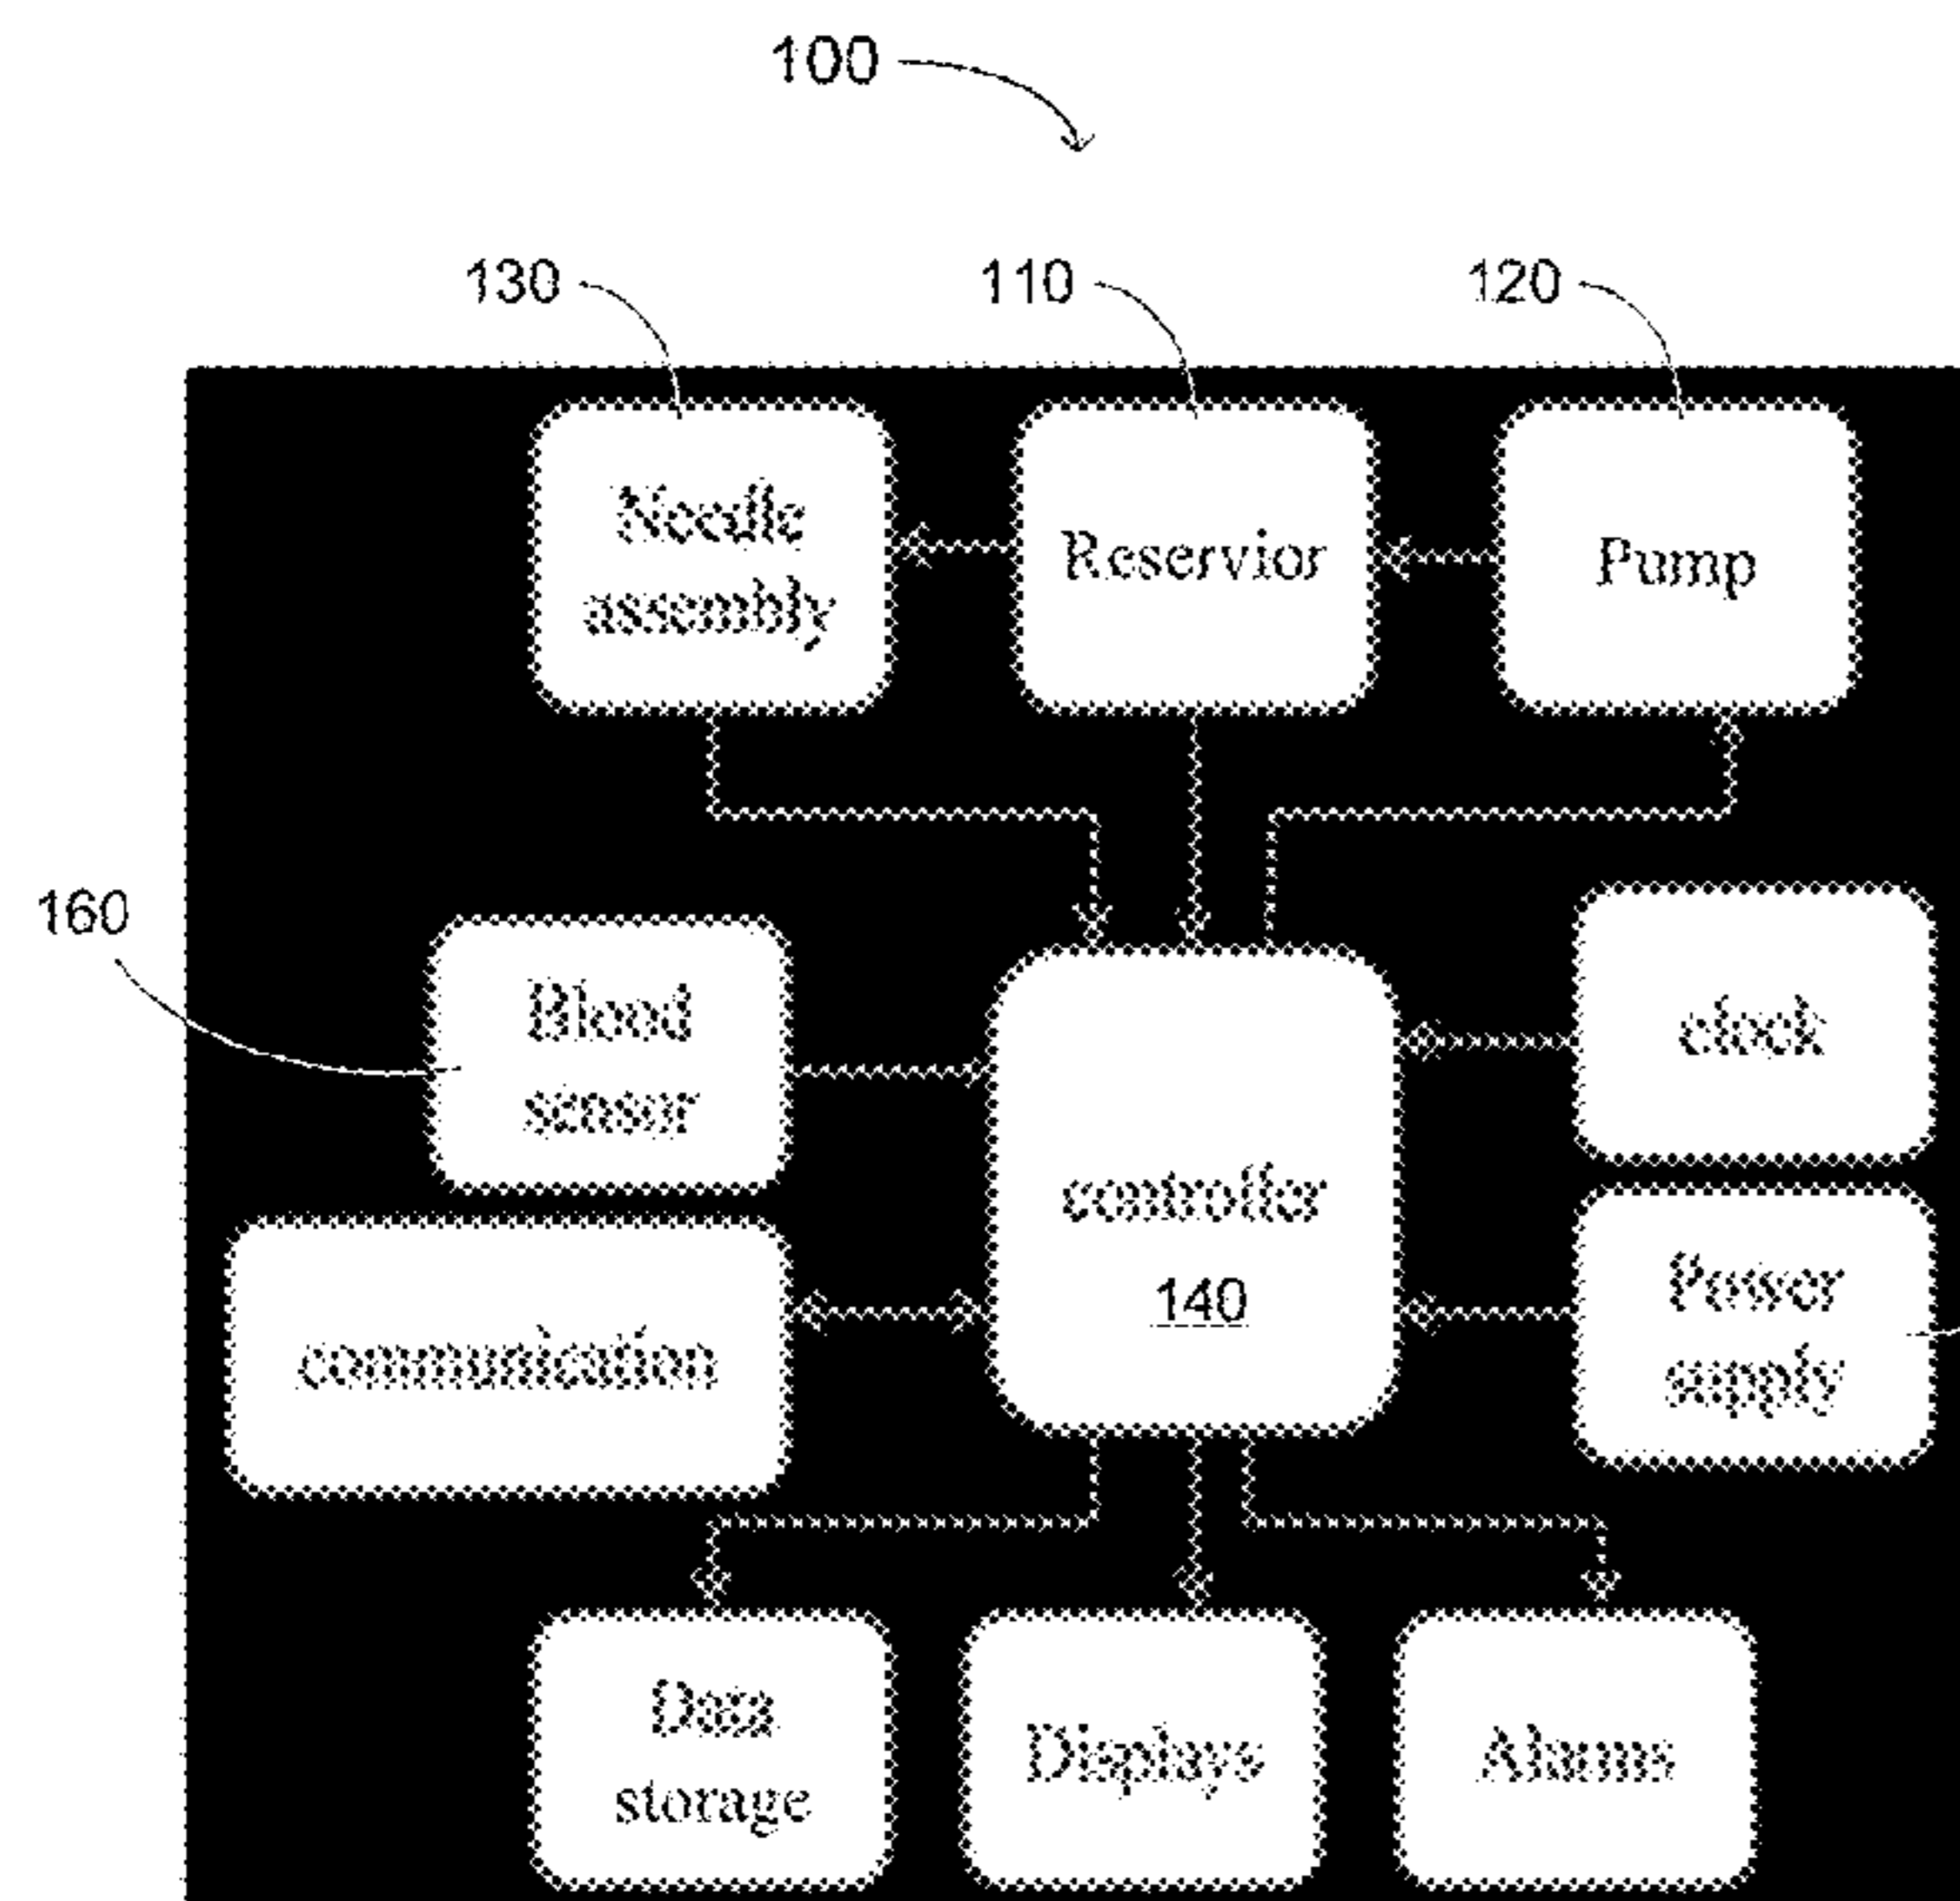 100
130
110
120
Needle
assembly
Reservior
Pump
160
Blood
sensor
clock
controller
140
Power
supply
communication
Data
storage
Displays
Alarms